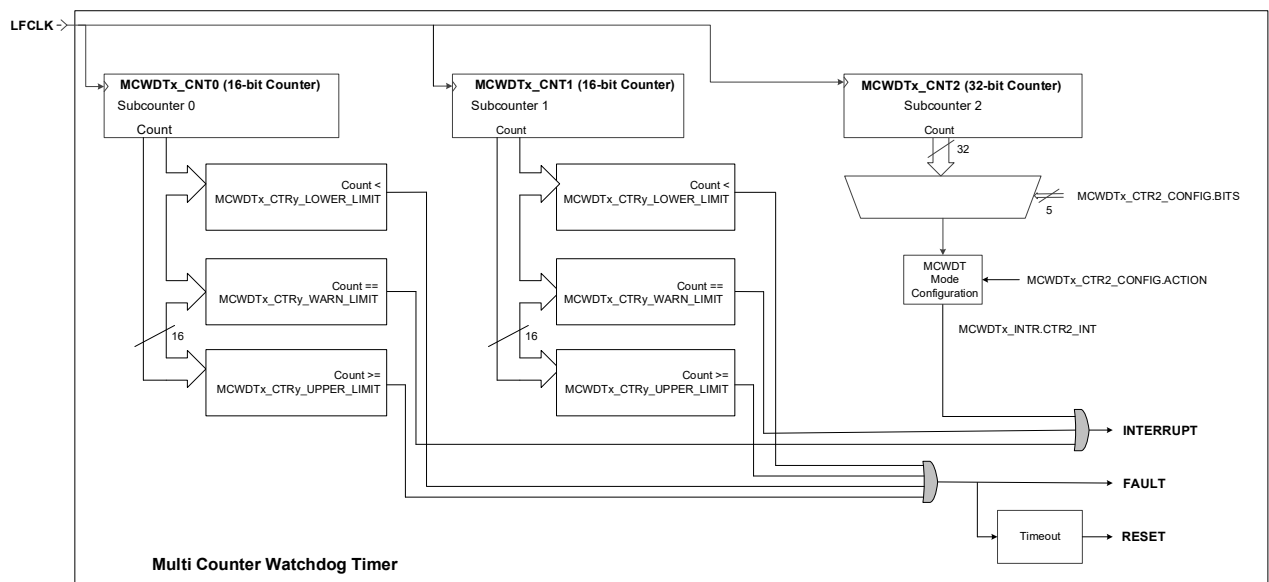 LFCLK
MCWDTx_CNT0 (16-bit Counter)
Subcounter 0
Count
MCWDTx_CNT1 (16-bit Counter)
Subcounter 1
Count
MCWDTx_CNT2 (32-bit Counter)
Subcounter 2
Count
32
Count <
MCWDTx_CTRy_LOWER_LIMIT
Count <
MCWDTx_CTRy_LOWER_LIMIT
MCWDTx_CTR2_CONFIG.BITS
5
Count ==
MCWDTx_CTRy_WARN_LIMIT
Count ==
MCWDTx_CTRy_WARN_LIMIT
MCWDT
Mode
Configuration
MCWDTx_CTR2_CONFIG.ACTION
16
16
MCWDTx_INTR.CTR2_INT
Count >=
MCWDTx_CTRy_UPPER_LIMIT
Count >=
MCWDTx_CTRy_UPPER_LIMIT
INTERRUPT
FAULT
Timeout
RESET
Multi Counter Watchdog Timer